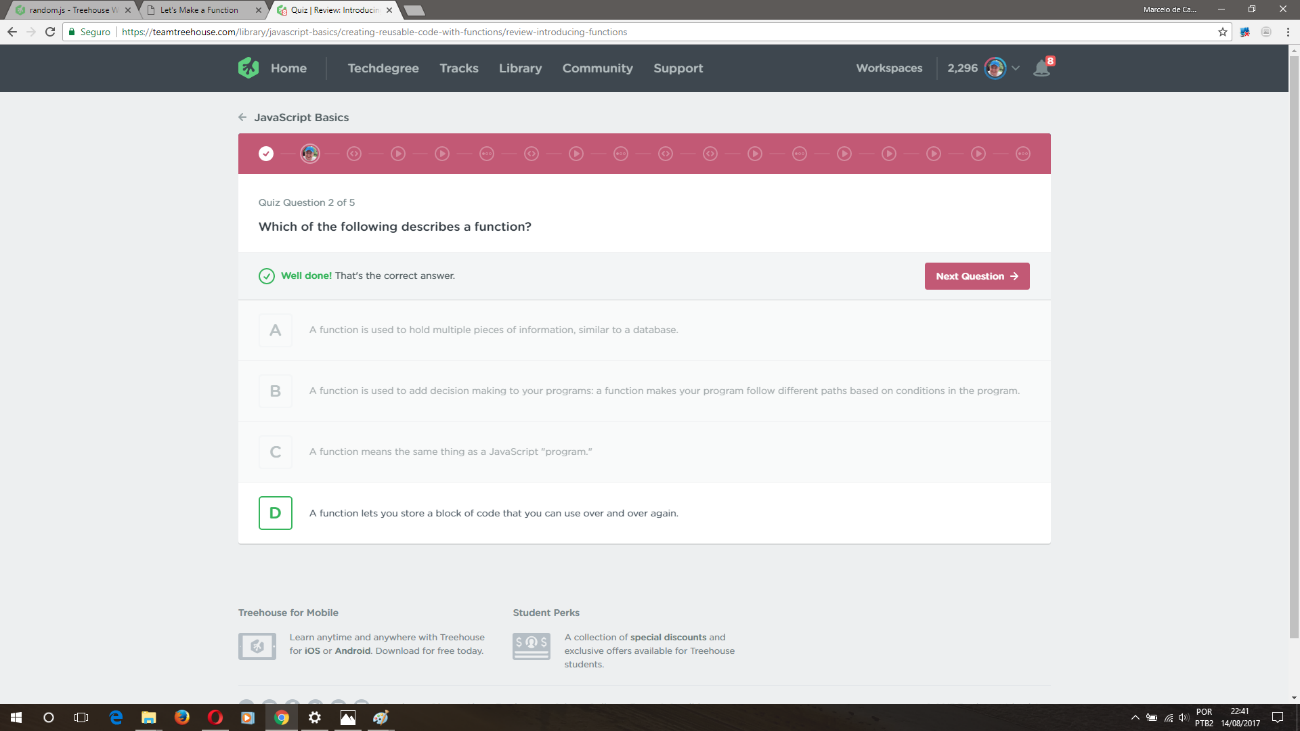 random.js - Treehouse W
Let's Make a Function
Quiz | Review: Introducin
Marcelo de Ca...
Seguro
https://teamtreehouse.com/library/javascript-basics/creating-reusable-code-with-functions/review-introducing-functions
Home
Techdegree
Tracks
Library
Community
Support
Workspaces
2,296
8
JavaScript Basics
Quiz Question 2 of 5
Which of the following describes a function?
Well done! That's the correct answer.
Next Question
A
A function is used to hold multiple pieces of information, similar to a database.
B
A function is used to add decision making to your programs: a function makes your program follow different paths based on conditions in the program.
C
A function means the same thing as a JavaScript "program."
D
A function lets you store a block of code that you can use over and over again.
Treehouse for Mobile
Learn anytime and anywhere with Treehouse
for iOS or Android. Download for free today.
Student Perks
A collection of special discounts and
exclusive offers available for Treehouse
students.
POR
PTB2
22:41
14/08/2017